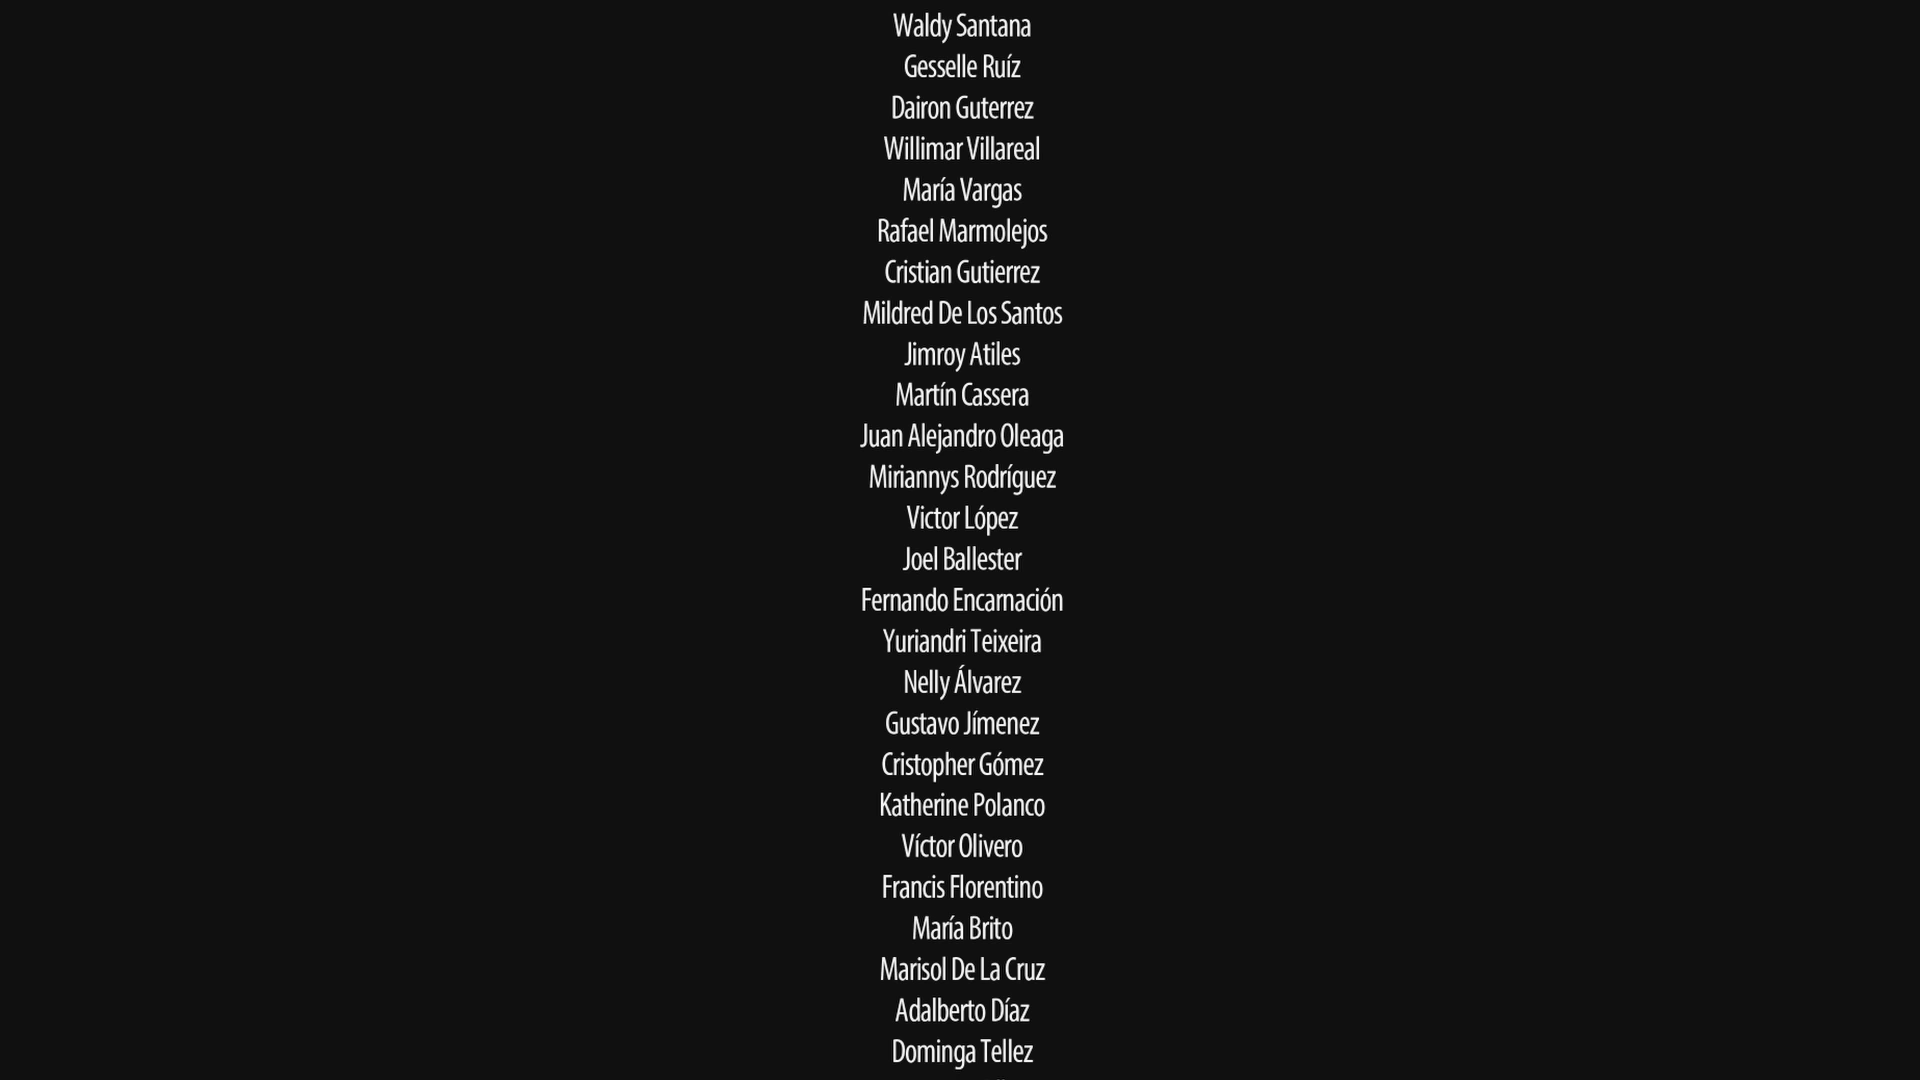 Waldy Santana
Gesselle Ruíz
Dairon Guterrez
Willimar Villareal
María Vargas
Rafael Marmolejos
Cristian Gutierrez
Mildred De Los Santos
Jimroy Atiles
Martín Cassera
Juan Alejandro Oleaga
Miriannys Rodríguez
Victor López
Joel Ballester
Fernando Encarnación
Yuriandri Teixeira
Nelly Álvarez
Gustavo Jímenez
Cristopher Gómez
Katherine Polanco
Víctor Olivero
Francis Florentino
María Brito
Marisol De La Cruz
Adalberto Díaz
Dominga Tellez